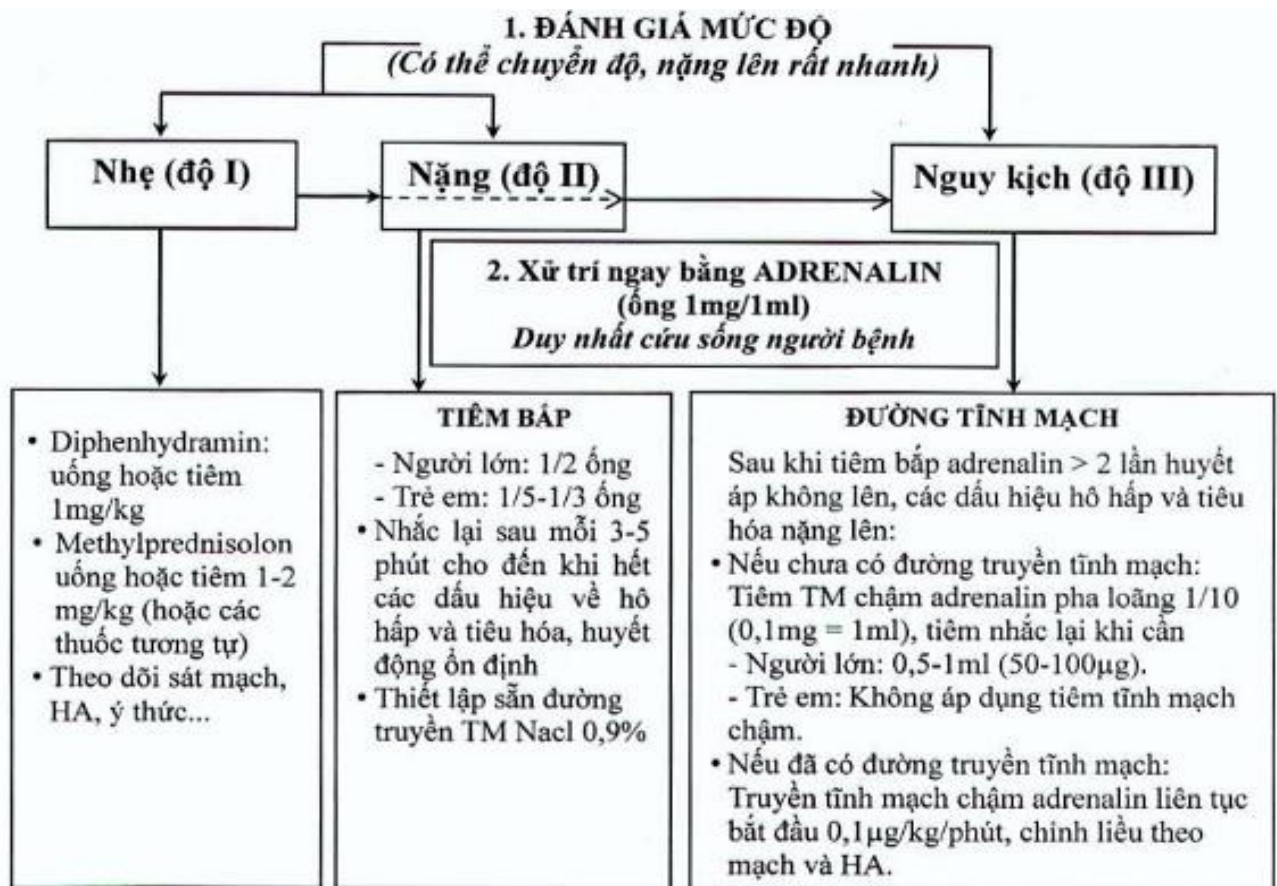 1. ĐÁNH GIÁ MỨC ĐỘ
(Có thể chuyển độ, nặng lên rất nhanh)
Nhẹ (độ I)
Nặng (độ II)
Nguy kịch (độ III)
2. Xử trí ngay bằng ADRENALIN
(ống 1mg/1ml)
Duy nhất cứu sống người bệnh
• Diphenhydramin:
uống hoặc tiêm
1mg/kg
• Methylprednisolon
uống hoặc tiêm 1-2
mg/kg (hoặc các
thuốc tương tự)
• Theo dõi sát mạch,
HA, ý thức...
TIÊM BẮP
- Người lớn: 1/2 ống
- Trẻ em: 1/5-1/3 ống
• Nhắc lại sau mỗi 3-5
phút cho đến khi hết
các dấu hiệu về hô
hấp và tiêu hóa, huyết
động ổn định
• Thiết lập sẵn đường
truyền TM Nacl 0,9%
ĐƯỜNG TĨNH MẠCH
Sau khi tiêm bắp adrenalin > 2 lần huyết
áp không lên, các dấu hiệu hô hấp và tiêu
hóa nặng lên:
• Nếu chưa có đường truyền tĩnh mạch:
Tiêm TM chậm adrenalin pha loãng 1/10
(0,1mg = 1ml), tiêm nhắc lại khi cần
- Người lớn: 0,5-1ml (50-100µg).
- Trẻ em: Không áp dụng tiêm tĩnh mạch
chậm.
• Nếu đã có đường truyền tĩnh mạch:
Truyền tĩnh mạch chậm adrenalin liên tục
bắt đầu 0,1µg/kg/phút, chỉnh liều theo
mạch và HA.